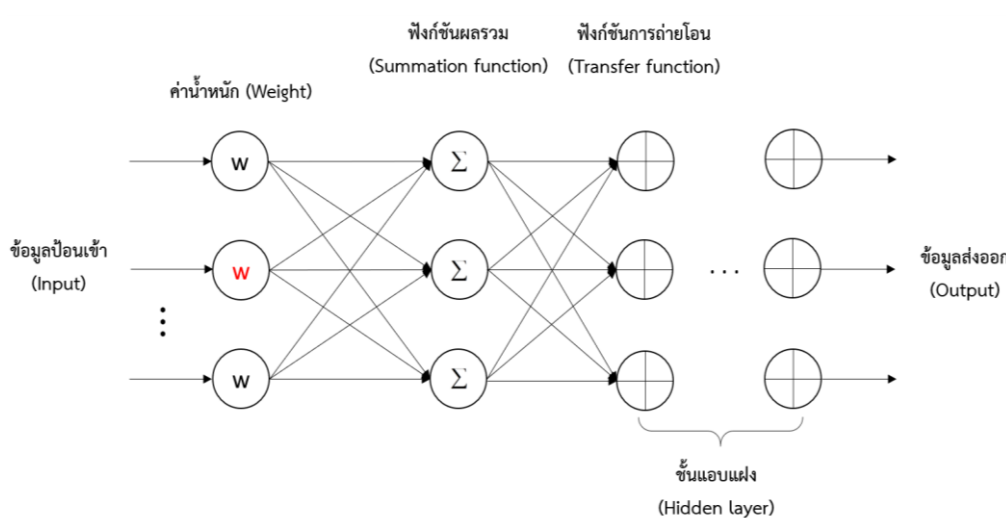 ฟังก์ชันผลรวม
(Summation function)
ฟังก์ชันการถ่ายโอน
(Transfer function)
ค่าน้ำหนัก (Weight)
W
Σ
ข้อมูลป้อนเข้า
(Input)
W
Σ
...
ข้อมูลส่งออก
(Output)
⋮
W
Σ
ชั้นแอบแฝง
(Hidden layer)